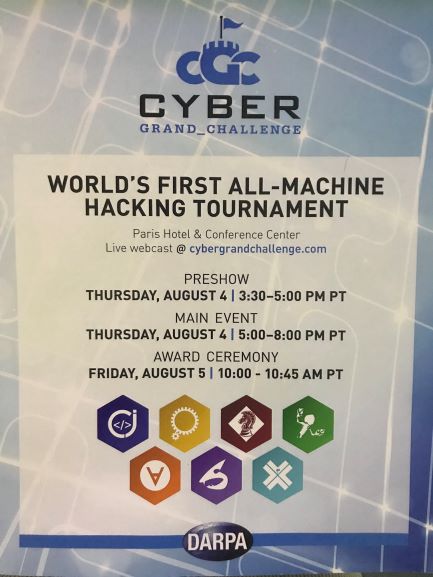 CGC
CYBER
GRAND_CHALLENGE
WORLD'S FIRST ALL-MACHINE
HACKING TOURNAMENT
Paris Hotel & Conference Center
Live webcast @ cybergrandchallenge.com
PRESHOW
THURSDAY, AUGUST 4 | 3:30–5:00 PM PT
MAIN EVENT
THURSDAY, AUGUST 4 | 5:00–8:00 PM PT
AWARD CEREMONY
FRIDAY, AUGUST 5 | 10:00 - 10:45 AM PT
</>
DARPA